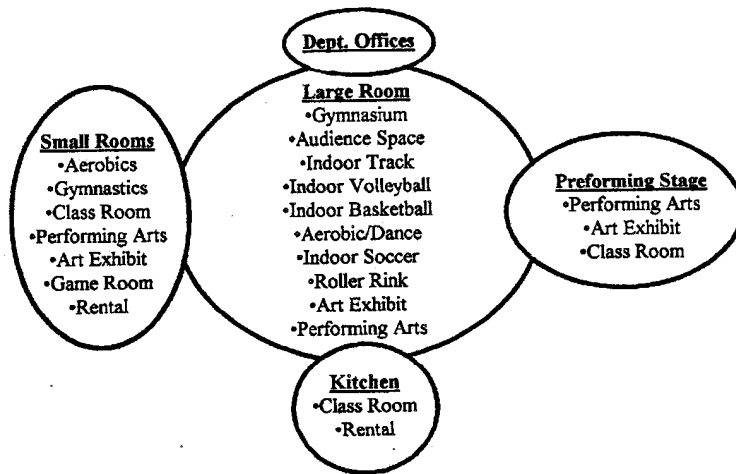 Dept. Offices
Large Room
•Gymnasium
•Audience Space
•Indoor Track
•Indoor Volleyball
•Indoor Basketball
•Aerobic/Dance
•Indoor Soccer
•Roller Rink
•Art Exhibit
•Performing Arts
Small Rooms
•Aerobics
•Gymnastics
•Class Room
•Performing Arts
•Art Exhibit
•Game Room
•Rental
Preforming Stage
•Performing Arts
•Art Exhibit
•Class Room
Kitchen
•Class Room
•Rental